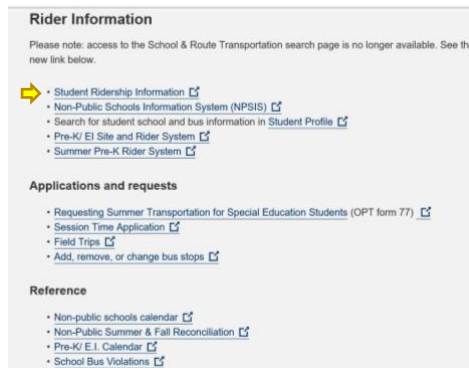 Rider Information
Please note: access to the School & Route Transportation search page is no longer available. See th
new link below.
• Student Ridership Information
• Non-Public Schools Information System (NPSIS)
• Search for student school and bus information in Student Profile
• Pre-K/ EI Site and Rider System
• Summer Pre-K Rider System
Applications and requests
• Requesting Summer Transportation for Special Education Students (OPT form 77)
• Session Time Application
• Field Trips
• Add, remove, or change bus stops
Reference
• Non-public schools calendar
• Non-Public Summer & Fall Reconciliation
• Pre-K/ E.I. Calendar
• School Bus Violations